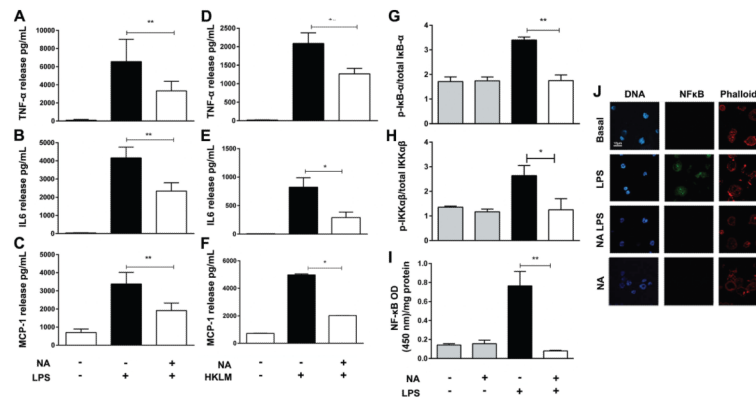 A
TNF-α release pg/mL
10000
8000
6000
4000
2000
0
**
B
IL6 release pg/mL
5000
4000
3000
2000
1000
0
**
C
MCP-1 release pg/mL
5000
4000
3000
2000
1000
0
**
NA - - +
LPS - + +
D
TNF-α release pg/mL
2500
2000
1500
1000
500
0
E
IL6 release pg/mL
1500
1000
500
0
*
F
MCP-1 release pg/mL
6000
4000
2000
0
*
NA - - +
HKLM - + +
G
p-IκB-α/total IκB-α
4
3
2
1
0
**
H
p-IKKαβ/total IKKαβ
4
3
2
1
0
*
I
NF-κB OD
(450 nm)/mg protein
1.0
0.8
0.6
0.4
0.2
0.0
**
NA - + - +
LPS - - + +
J
DNA NFκB Phalloid
Basal
LPS
NA LPS
NA